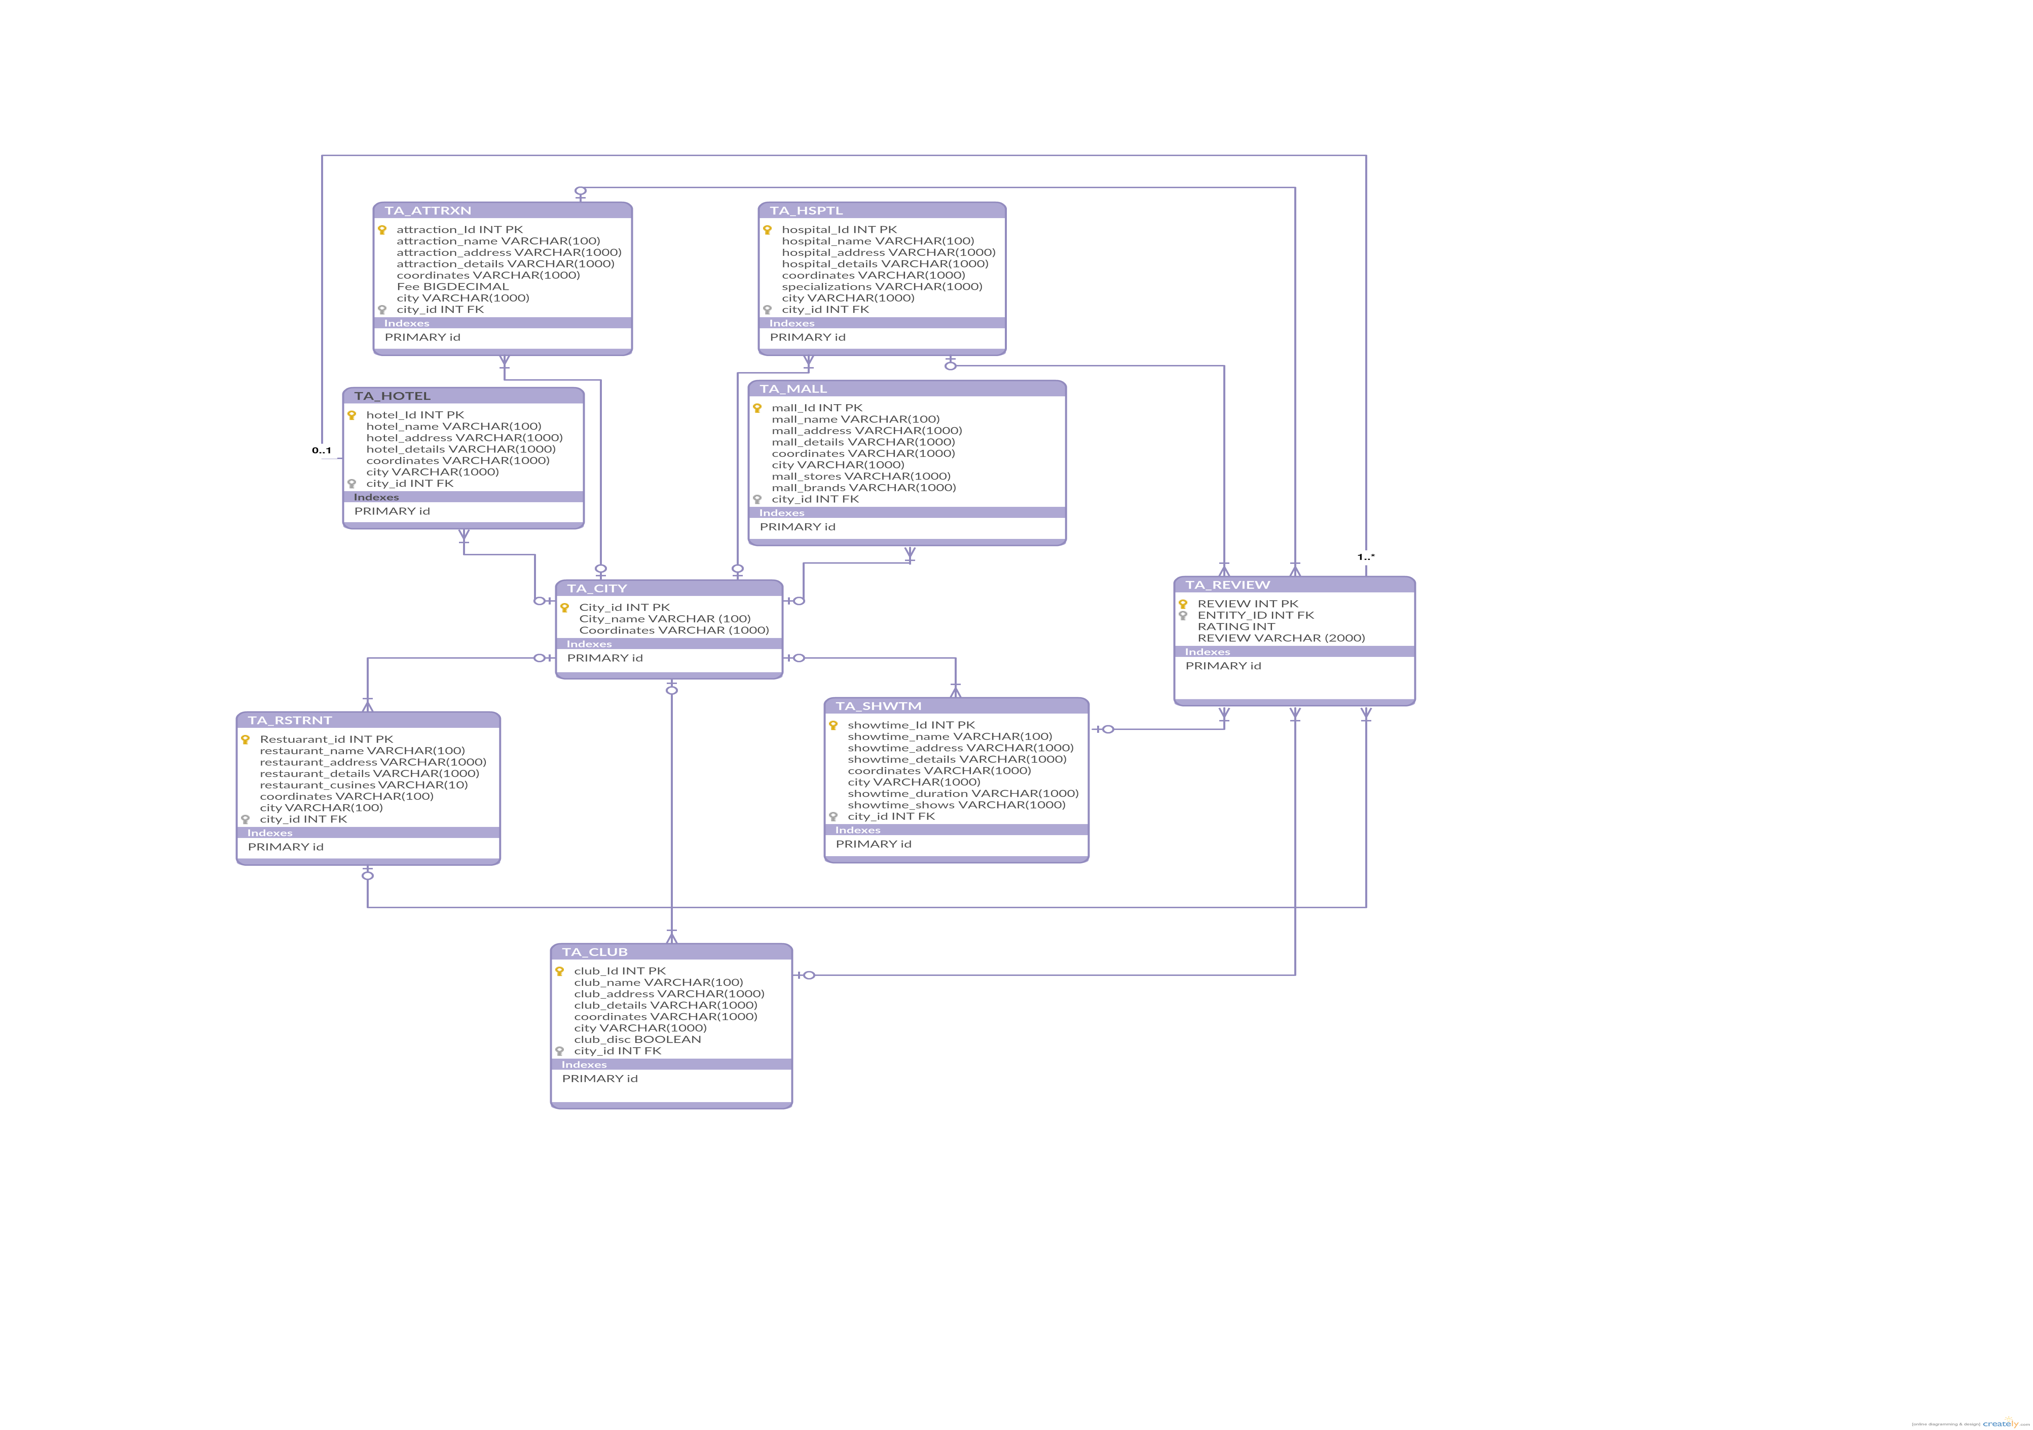 TA_ATTRXN
attraction_Id INT PK
attraction_name VARCHAR(100)
attraction_address VARCHAR(1000)
attraction_details VARCHAR(1000)
coordinates VARCHAR(1000)
Fee BIGDECIMAL
city VARCHAR(1000)
city_id INT FK
Indexes
PRIMARY id
TA_HSPTL
hospital_Id INT PK
hospital_name VARCHAR(100)
hospital_address VARCHAR(1000)
hospital_details VARCHAR(1000)
coordinates VARCHAR(1000)
specializations VARCHAR(1000)
city VARCHAR(1000)
city_id INT FK
Indexes
PRIMARY id
0..1
TA_HOTEL
hotel_Id INT PK
hotel_name VARCHAR(100)
hotel_address VARCHAR(1000)
hotel_details VARCHAR(1000)
coordinates VARCHAR(1000)
city VARCHAR(1000)
city_id INT FK
Indexes
PRIMARY id
TA_MALL
mall_Id INT PK
mall_name VARCHAR(100)
mall_address VARCHAR(1000)
mall_details VARCHAR(1000)
coordinates VARCHAR(1000)
city VARCHAR(1000)
mall_stores VARCHAR(1000)
mall_brands VARCHAR(1000)
city_id INT FK
Indexes
PRIMARY id
1..*
TA_CITY
City_id INT PK
City_name VARCHAR (100)
Coordinates VARCHAR (1000)
Indexes
PRIMARY id
TA_REVIEW
REVIEW INT PK
ENTITY_ID INT FK
RATING INT
REVIEW VARCHAR (2000)
Indexes
PRIMARY id
TA_RSTRNT
Restuarant_id INT PK
restaurant_name VARCHAR(100)
restaurant_address VARCHAR(1000)
restaurant_details VARCHAR(1000)
restaurant_cusines VARCHAR(10)
coordinates VARCHAR(100)
city VARCHAR(100)
city_id INT FK
Indexes
PRIMARY id
TA_SHWTM
showtime_Id INT PK
showtime_name VARCHAR(100)
showtime_address VARCHAR(1000)
showtime_details VARCHAR(1000)
coordinates VARCHAR(1000)
city VARCHAR(1000)
showtime_duration VARCHAR(1000)
showtime_shows VARCHAR(1000)
city_id INT FK
Indexes
PRIMARY id
TA_CLUB
club_Id INT PK
club_name VARCHAR(100)
club_address VARCHAR(1000)
club_details VARCHAR(1000)
coordinates VARCHAR(1000)
city VARCHAR(1000)
club_disc BOOLEAN
city_id INT FK
Indexes
PRIMARY id
[online diagramming & design] creately.com